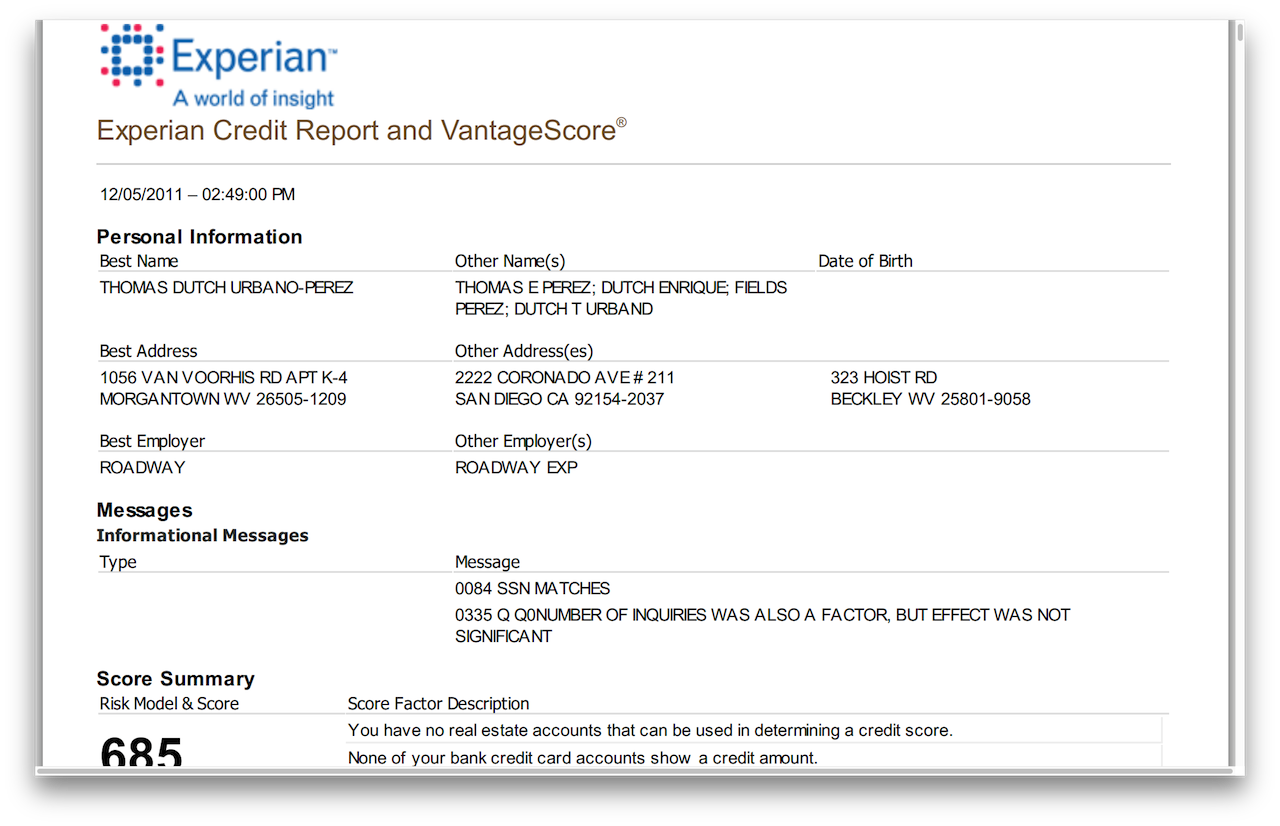 Experian™
A world of insight
Experian Credit Report and VantageScore®
12/05/2011 – 02:49:00 PM
Personal Information
Best Name Other Name(s) Date of Birth
THOMAS DUTCH URBANO-PEREZ THOMAS E PEREZ; DUTCH ENRIQUE; FIELDS
PEREZ; DUTCH T URBAND
Best Address Other Address(es)
1056 VAN VOORHIS RD APT K-4 2222 CORONADO AVE # 211 323 HOIST RD
MORGANTOWN WV 26505-1209 SAN DIEGO CA 92154-2037 BECKLEY WV 25801-9058
Best Employer Other Employer(s)
ROADWAY ROADWAY EXP
Messages
Informational Messages
Type Message
0084 SSN MATCHES
0335 Q Q0NUMBER OF INQUIRIES WAS ALSO A FACTOR, BUT EFFECT WAS NOT
SIGNIFICANT
Score Summary
Risk Model & Score Score Factor Description
You have no real estate accounts that can be used in determining a credit score.
685 None of your bank credit card accounts show a credit amount.